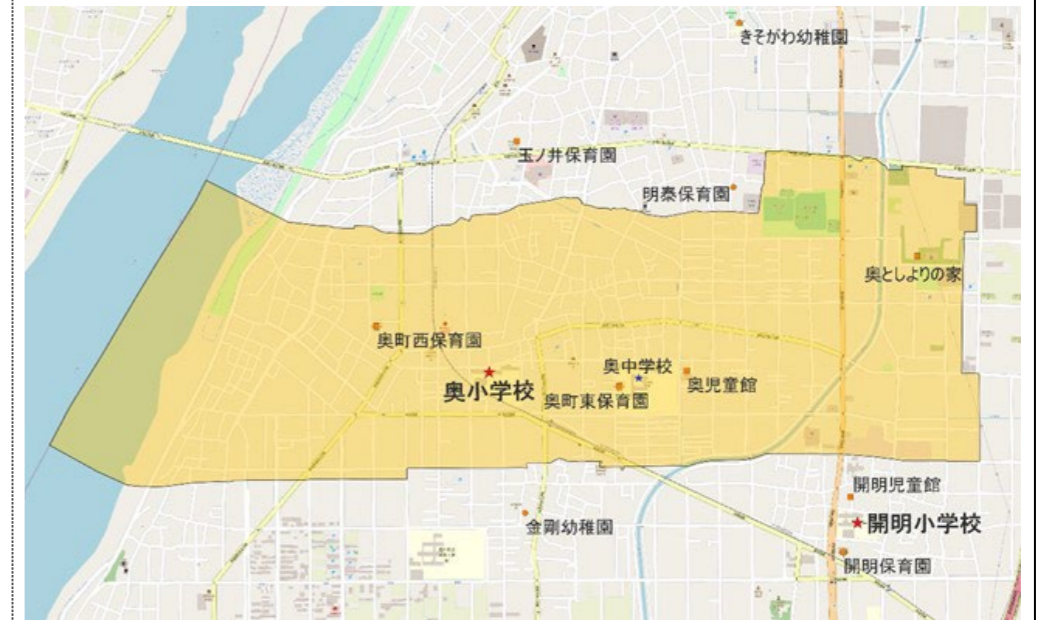 きそがわ幼稚園
玉ノ井保育園
明泰保育園
奥としよりの家
奥町西保育園
奥中学校
奥小学校
奥町東保育園
奥児童館
開明児童館
金剛幼稚園
開明小学校
開明保育園